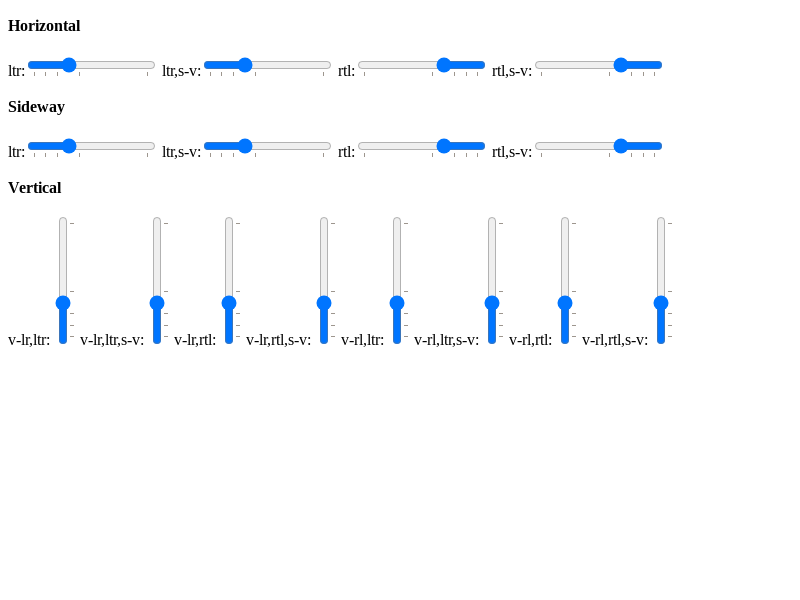 Horizontal
ltr: ltr,s-v: rtl: rtl,s-v:
Sideway
ltr: ltr,s-v: rtl: rtl,s-v:
Vertical
v-lr,ltr: v-lr,ltr,s-v: v-lr,rtl: v-lr,rtl,s-v: v-rl,ltr: v-rl,ltr,s-v: v-rl,rtl: v-rl,rtl,s-v: